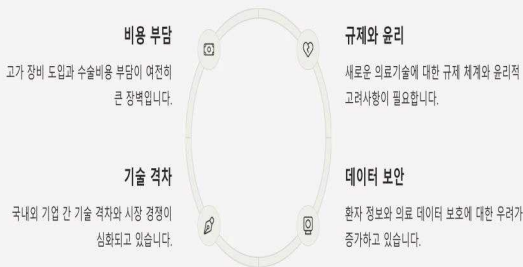 비용 부담
고가 장비 도입과 수술비용 부담이 여전히
큰 장벽입니다.
규제와 윤리
새로운 의료기술에 대한 규제 체계와 윤리적
고려사항이 필요합니다.
기술 격차
국내외 기업 간 기술 격차와 시장 경쟁이
심화되고 있습니다.
데이터 보안
환자 정보와 의료 데이터 보호에 대한 우려가
증가하고 있습니다.